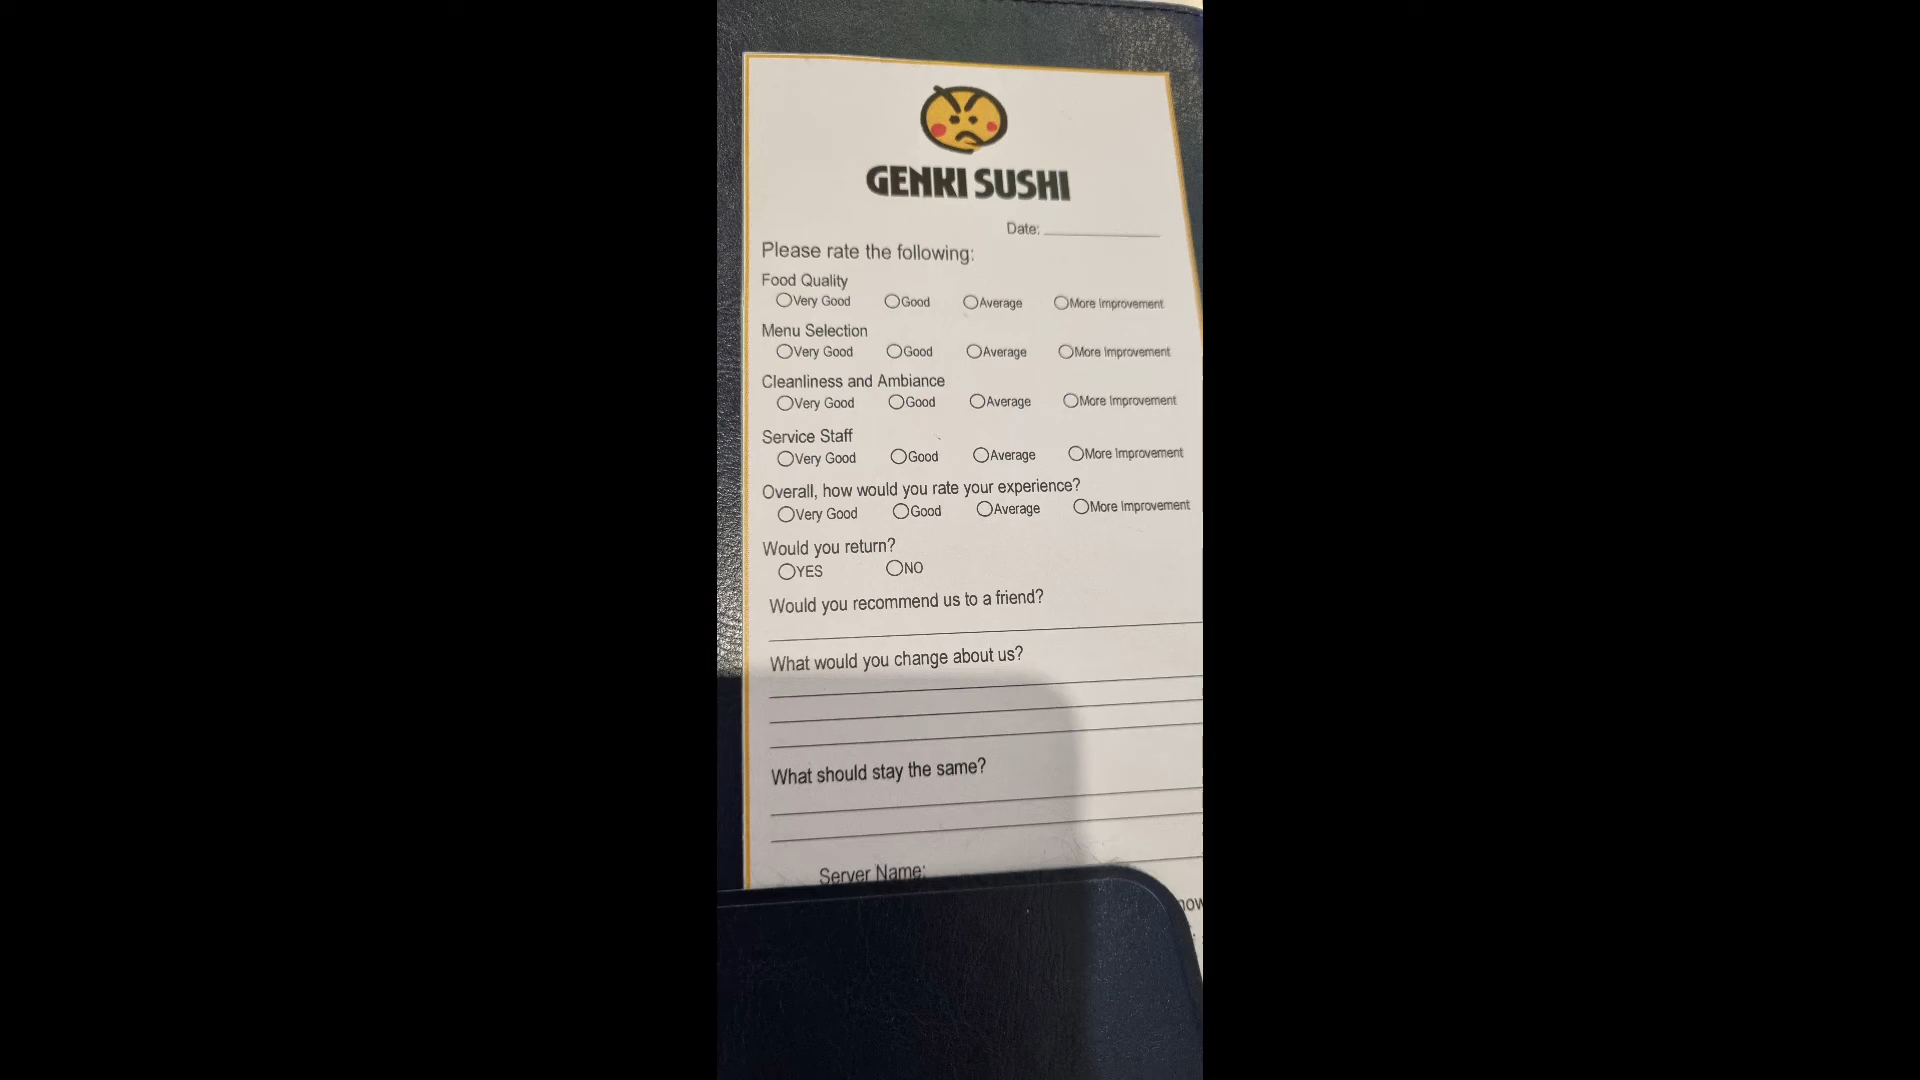 GENKI SUSHI
Date:
Please rate the following:
Food Quality
Very Good Good Average More Improvement
Menu Selection
Very Good Good Average More Improvement
Cleanliness and Ambiance
Very Good Good Average More Improvement
Service Staff
Very Good Good Average More Improvement
Overall, how would you rate your experience?
Very Good Good Average More Improvement
Would you return?
YES NO
Would you recommend us to a friend?
What would you change about us?
What should stay the same?
Server Name: